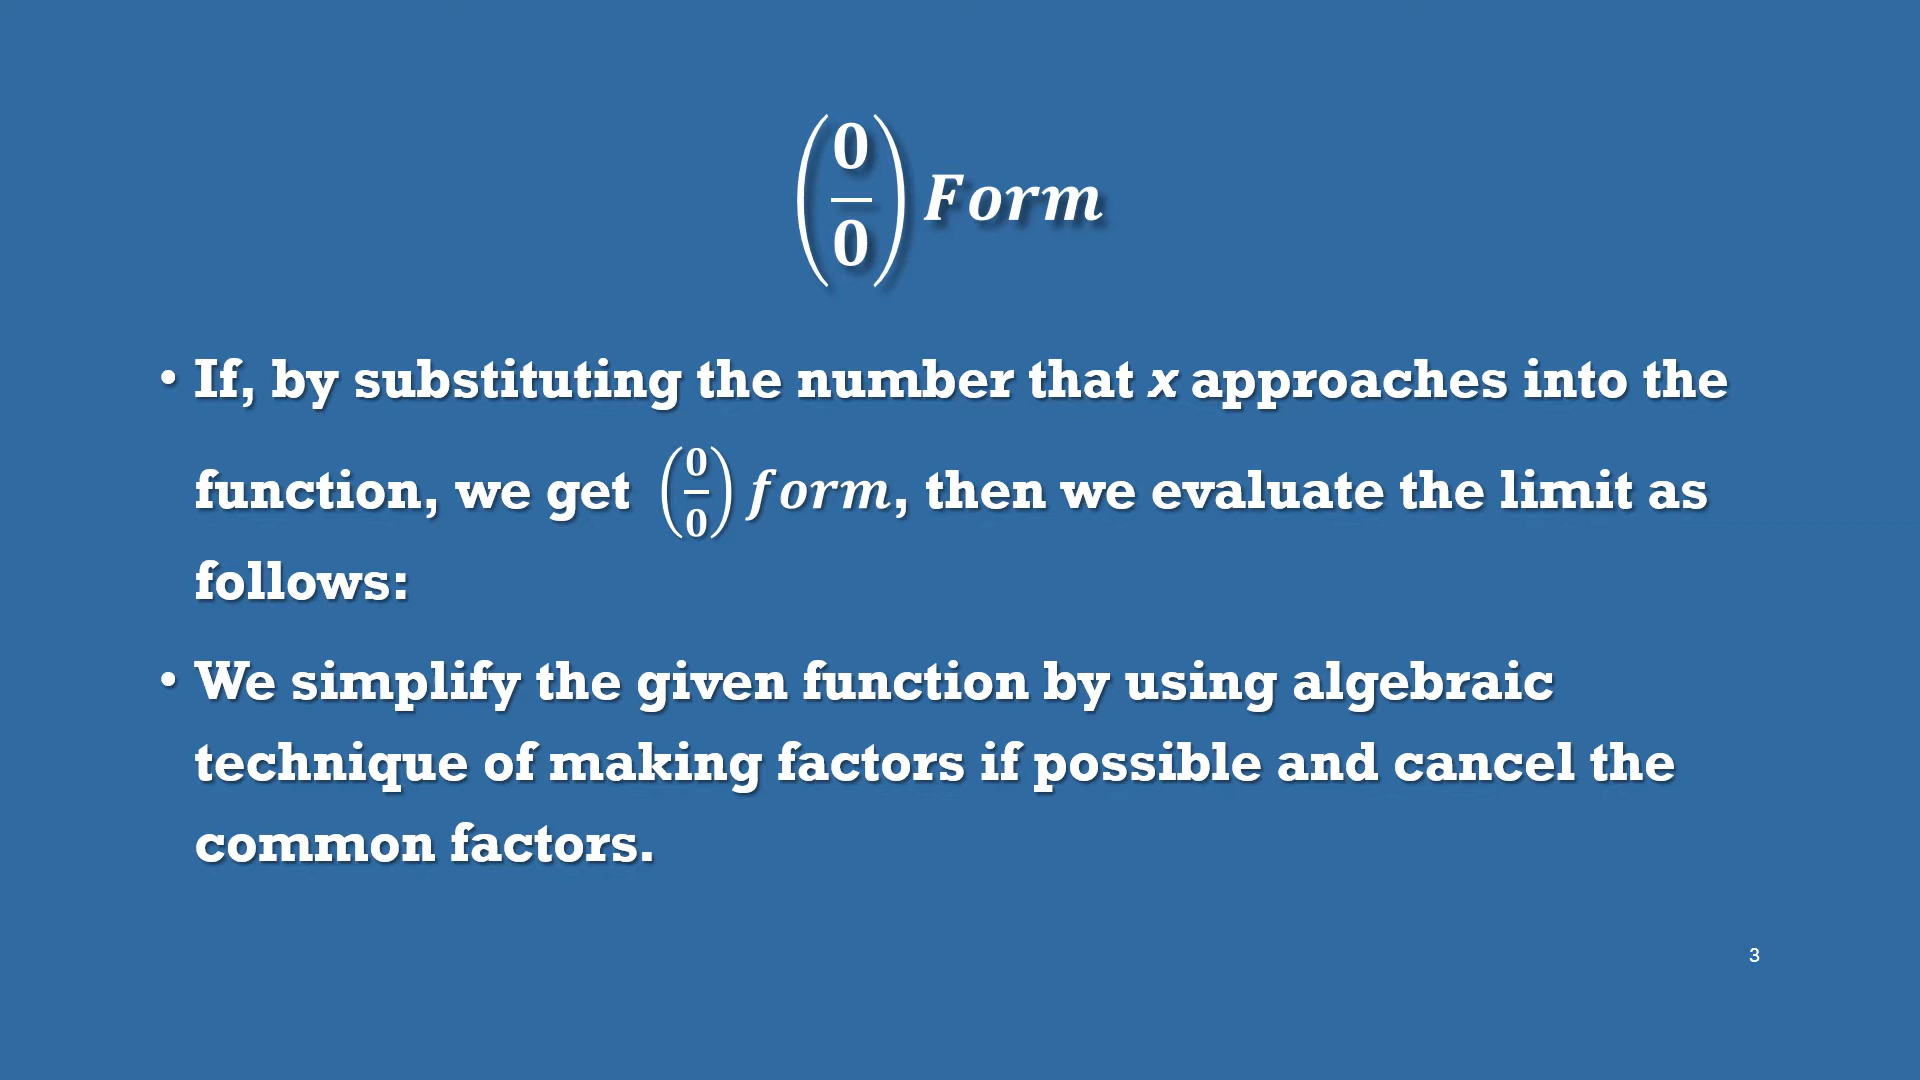 (0/0) Form
• If, by substituting the number that x approaches into the
function, we get (0/0) form, then we evaluate the limit as
follows:
• We simplify the given function by using algebraic
technique of making factors if possible and cancel the
common factors.
3